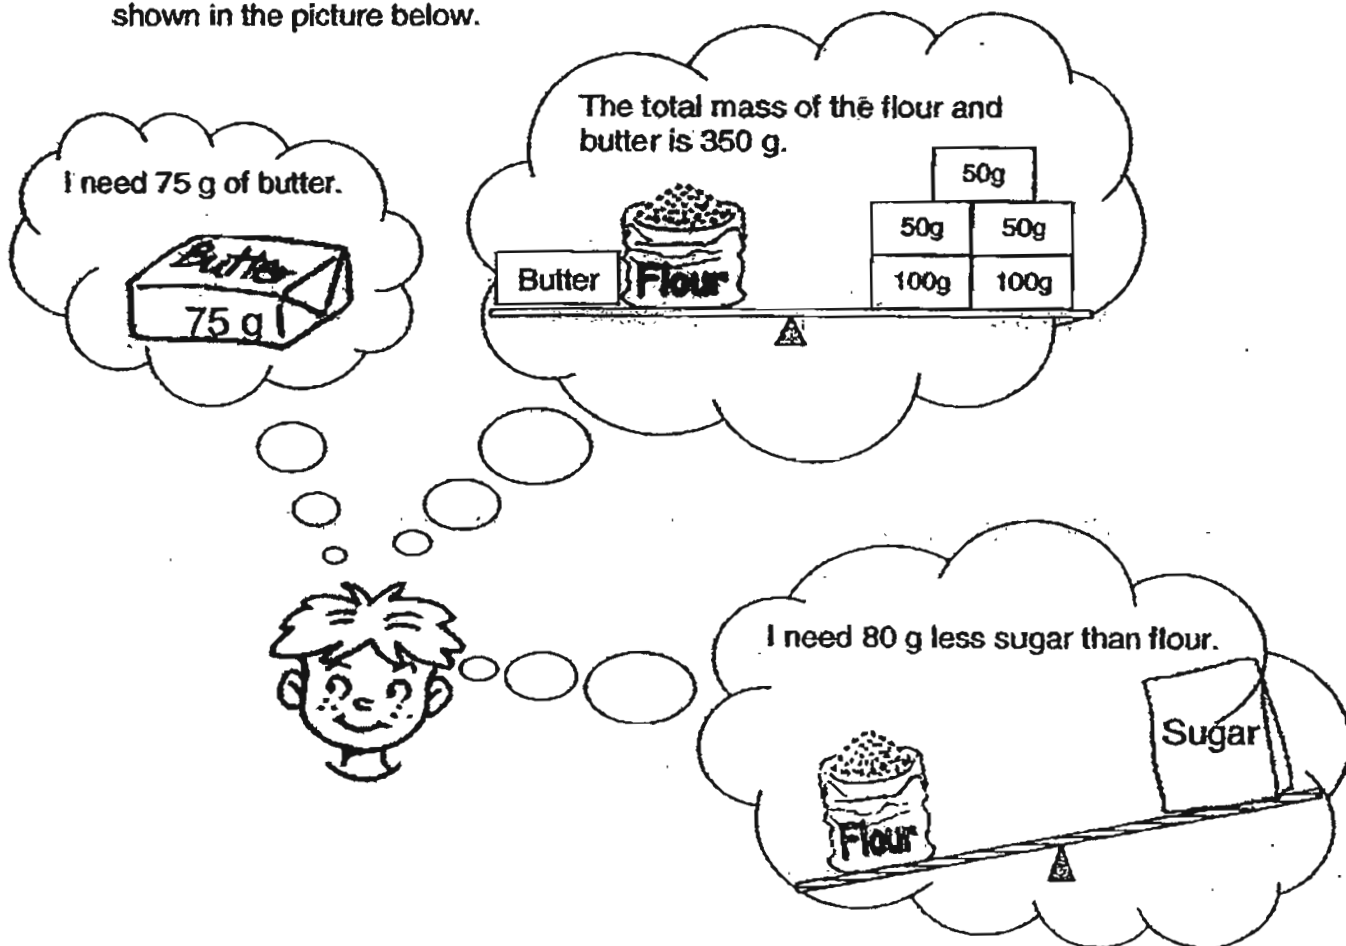 shown in the picture below.
I need 75 g of butter.
Butter
75 g
The total mass of the flour and
butter is 350 g.
50g
50g 50g
100g 100g
Butter
Flour
I need 80 g less sugar than flour.
Sugar
Flour